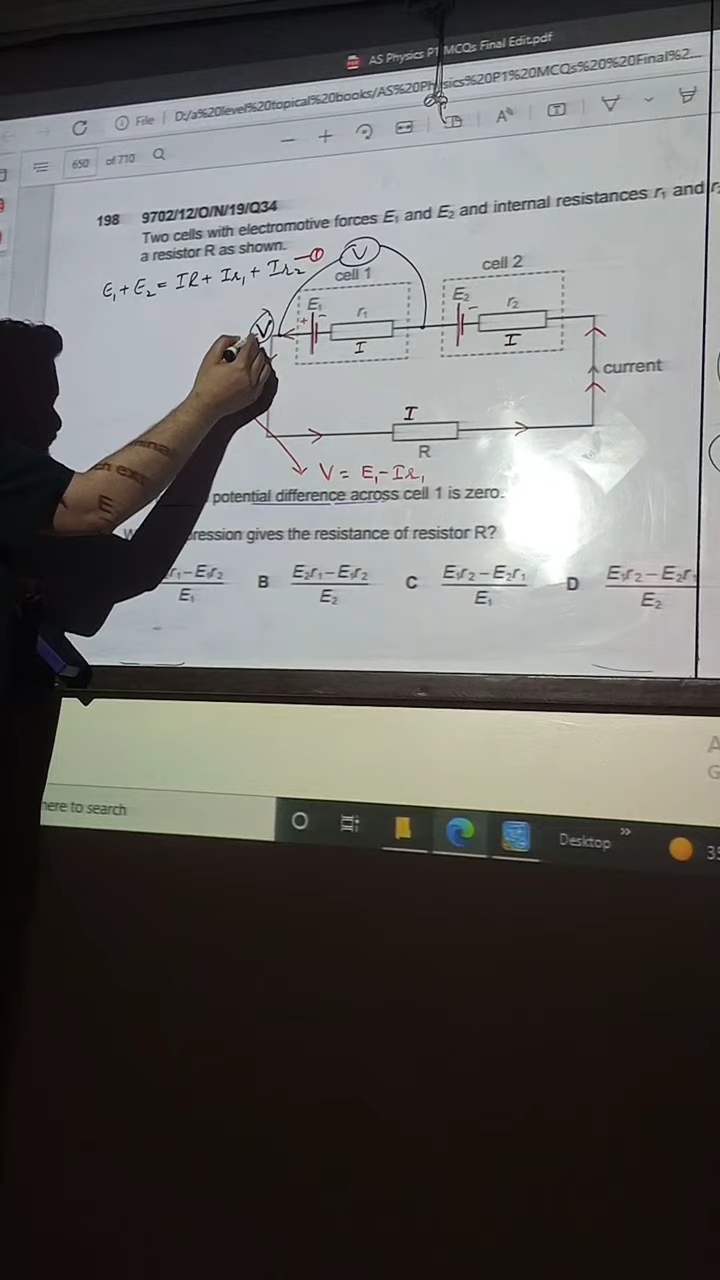 AS Physics P1 MCQs Final Edit.pdf
File | D:/a%20level%20topical%20books/AS%20Physics%20P1%20MCQs%20%20Final%2...
650 of 710
198 9702/12/O/N/19/Q34
Two cells with electromotive forces E₁ and E₂ and internal resistances r₁ and r₂
a resistor R as shown.
E₁ + E₂ = IR + Ir₁ + Ir₂ —①
V
cell 1
cell 2
E₁
r₁
E₂
r₂
+ -
-
V
I
I
current
I
R
V = E₁ - Ir₁
potential difference across cell 1 is zero.
ression gives the resistance of resistor R?
r₁ – E₁r₂
E₁
B E₂r₁ – E₁r₂
E₂
C E₁r₂ – E₂r₁
E₁
D E₁r₂ – E₂r₁
E₂
here to search
Desktop